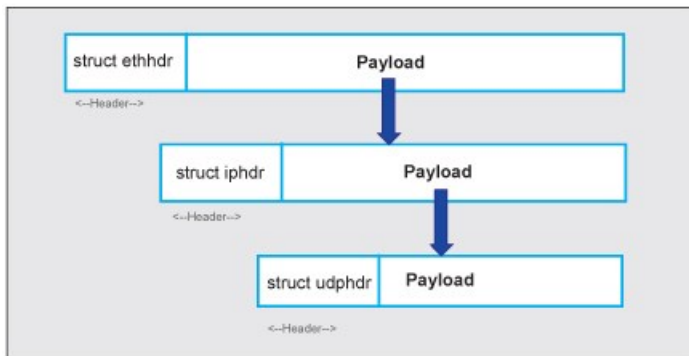 struct ethhdr Payload
<--Header-->
struct iphdr Payload
<--Header-->
struct udphdr Payload
<--Header-->